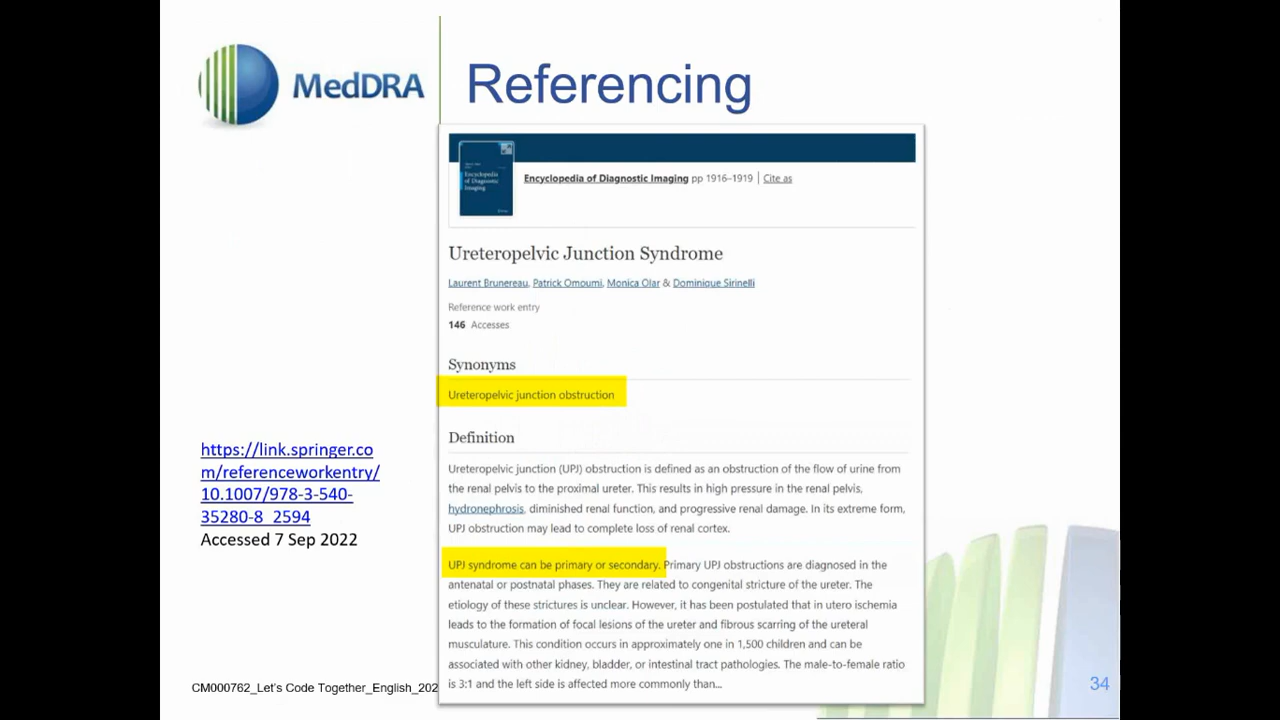 MedDRA
Referencing
Encyclopedia
of Diagnostic
Imaging
Encyclopedia of Diagnostic Imaging pp 1916–1919 | Cite as
Ureteropelvic Junction Syndrome
Laurent Brunereau, Patrick Omoumi, Monica Olar & Dominique Sirinelli
Reference work entry
146 Accesses
Synonyms
Ureteropelvic junction obstruction
Definition
Ureteropelvic junction (UPJ) obstruction is defined as an obstruction of the flow of urine from
the renal pelvis to the proximal ureter. This results in high pressure in the renal pelvis,
hydronephrosis, diminished renal function, and progressive renal damage. In its extreme form,
UPJ obstruction may lead to complete loss of renal cortex.
UPJ syndrome can be primary or secondary. Primary UPJ obstructions are diagnosed in the
antenatal or postnatal phases. They are related to congenital stricture of the ureter. The
etiology of these strictures is unclear. However, it has been postulated that in utero ischemia
leads to the formation of focal lesions of the ureter and fibrous scarring of the ureteral
musculature. This condition occurs in approximately one in 1,500 children and can be
associated with other kidney, bladder, or intestinal tract pathologies. The male-to-female ratio
is 3:1 and the left side is affected more commonly than...
https://link.springer.co
m/referenceworkentry/
10.1007/978-3-540-
35280-8_2594
Accessed 7 Sep 2022
CM000762_Let's Code Together_English_202
34